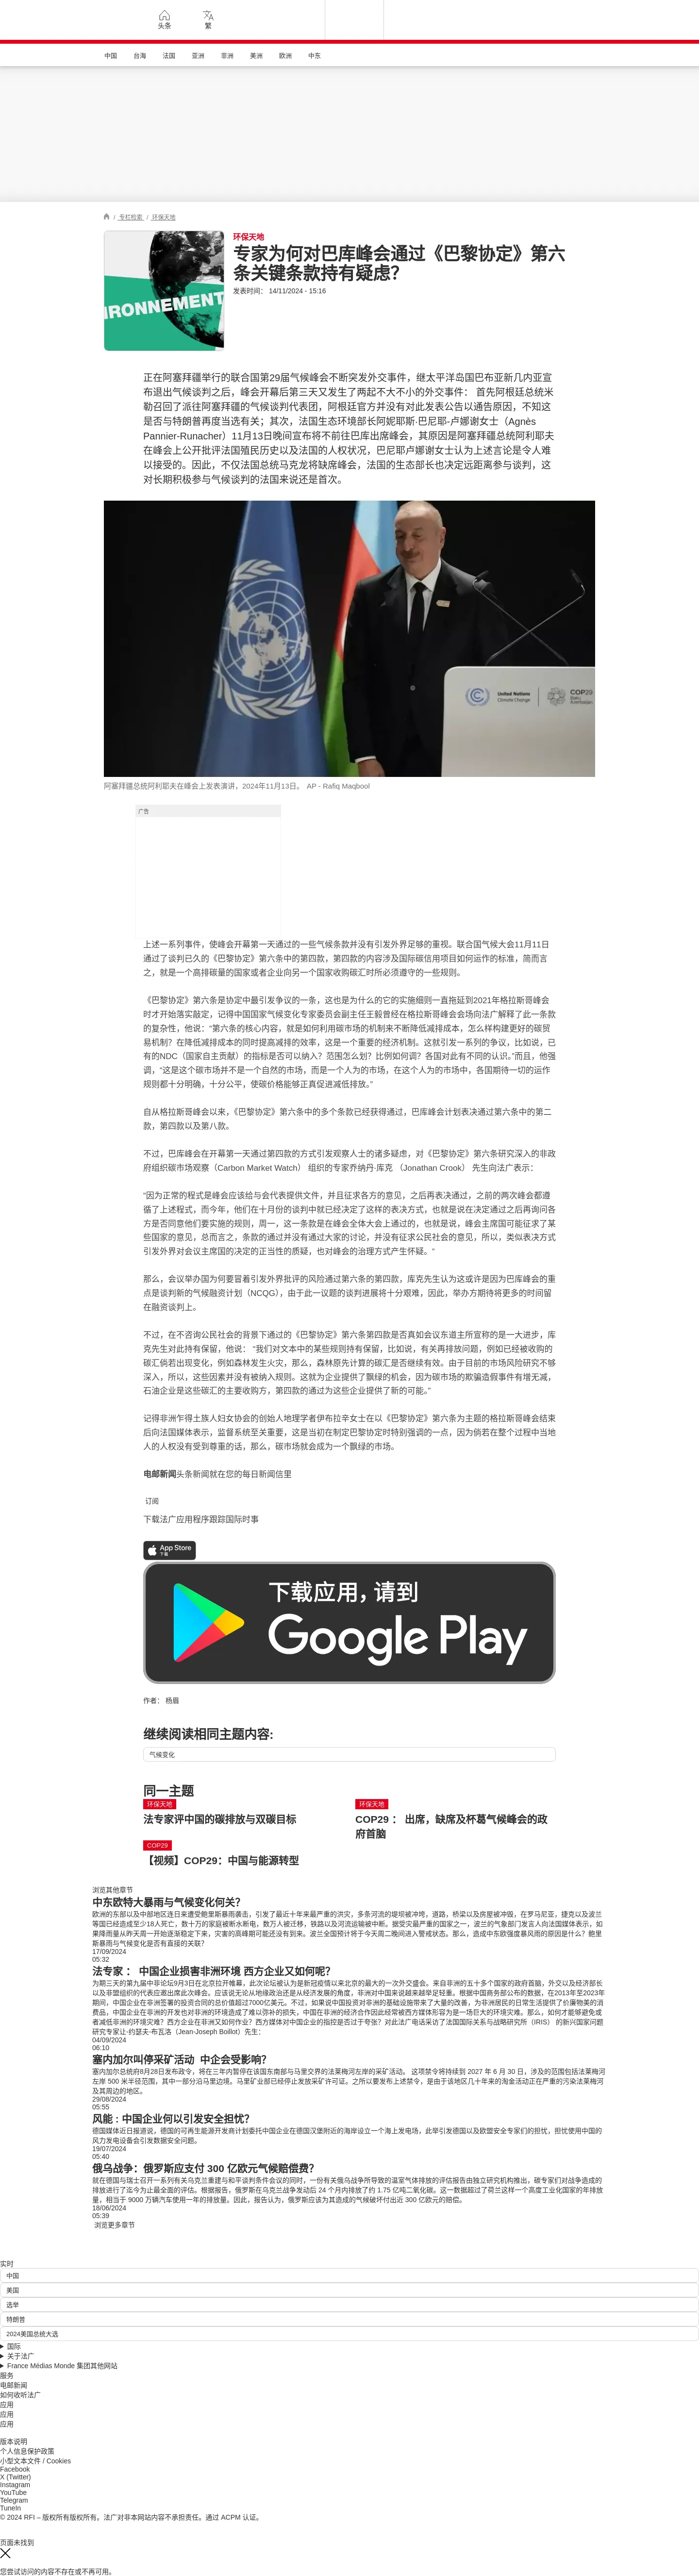 头条
繁
中国 台海 法国 亚洲 非洲 美洲 欧洲 中东
/ 专栏检索 / 环保天地
IRONNEMENT
环保天地
专家为何对巴库峰会通过《巴黎协定》第六
条关键条款持有疑虑?
发表时间： 14/11/2024 - 15:16
正在阿塞拜疆举行的联合国第29届气候峰会不断突发外交事件，继太平洋岛国巴布亚新几内亚宣
布退出气候谈判之后，峰会开幕后第三天又发生了两起不大不小的外交事件： 首先阿根廷总统米
勒召回了派往阿塞拜疆的气候谈判代表团，阿根廷官方并没有对此发表公告以通告原因，不知这
是否与特朗普再度当选有关；其次，法国生态环境部长阿妮耶斯·巴尼耶-卢娜谢女士（Agnès
Pannier-Runacher）11月13日晚间宣布将不前往巴库出席峰会，其原因是阿塞拜疆总统阿利耶夫
在峰会上公开批评法国殖民历史以及法国的人权状况，巴尼耶卢娜谢女士认为上述言论是令人难
以接受的。因此，不仅法国总统马克龙将缺席峰会，法国的生态部长也决定远距离参与谈判，这
对长期积极参与气候谈判的法国来说还是首次。
United Nations
Climate Change
COP29
Baku
Azerbaijan
阿塞拜疆总统阿利耶夫在峰会上发表演讲，2024年11月13日。 AP - Rafiq Maqbool
广告
上述一系列事件，使峰会开幕第一天通过的一些气候条款并没有引发外界足够的重视。联合国气候大会11月11日
通过了谈判已久的《巴黎协定》第六条中的第四款，第四款的内容涉及国际碳信用项目如何运作的标准，简而言
之，就是一个高排碳量的国家或者企业向另一个国家收购碳汇时所必须遵守的一些规则。
《巴黎协定》第六条是协定中最引发争议的一条，这也是为什么的它的实施细则一直拖延到2021年格拉斯哥峰会
时才开始落实敲定，记得中国国家气候变化专家委员会副主任王毅曾经在格拉斯哥峰会会场向法广解释了此一条款
的复杂性，他说：“第六条的核心内容，就是如何利用碳市场的机制来不断降低减排成本，怎么样构建更好的碳贸
易机制？在降低减排成本的同时提高减排的效率，这是一个重要的经济机制。这就引发一系列的争议，比如说，已
有的NDC（国家自主贡献）的指标是否可以纳入？范围怎么划？比例如何调？各国对此有不同的认识。”而且，他强
调，“这是这个碳市场并不是一个自然的市场，而是一个人为的市场，在这个人为的市场中，各国期待一切的运作
规则都十分明确，十分公平，使碳价格能够正真促进减低排放。”
自从格拉斯哥峰会以来，《巴黎协定》第六条中的多个条款已经获得通过，巴库峰会计划表决通过第六条中的第二
款，第四款以及第八款。
不过，巴库峰会在开幕第一天通过第四款的方式引发观察人士的诸多疑虑，对《巴黎协定》第六条研究深入的非政
府组织碳市场观察（Carbon Market Watch） 组织的专家乔纳丹·库克 （Jonathan Crook） 先生向法广表示：
“因为正常的程式是峰会应该给与会代表提供文件，并且征求各方的意见，之后再表决通过，之前的两次峰会都遵
循了上述程式，而今年，他们在十月份的谈判中就已经决定了这样的表决方式，也就是说在决定通过之后再询问各
方是否同意他们要实施的规则，周一，这一条款是在峰会全体大会上通过的，也就是说，峰会主席国可能征求了某
些国家的意见，总而言之，条款的通过并没有通过大家的讨论，并没有征求公民社会的意见，所以，类似表决方式
引发外界对会议主席国的决定的正当性的质疑，也对峰会的治理方式产生怀疑。“
那么，会议举办国为何要冒着引发外界批评的风险通过第六条的第四款，库克先生认为这或许是因为巴库峰会的重
点是谈判新的气候融资计划（NCQG)，由于此一议题的谈判进展将十分艰难，因此，举办方期待将更多的时间留
在融资谈判上。
不过，在不咨询公民社会的背景下通过的《巴黎协定》第六条第四款是否真如会议东道主所宣称的是一大进步，库
克先生对此持有保留，他说： “我们对文本中的某些规则持有保留，比如说，有关再排放问题，例如已经被收购的
碳汇倘若出现变化，例如森林发生火灾，那么，森林原先计算的碳汇是否继续有效。由于目前的市场风险研究不够
深入，所以，这些因素并没有被纳入规则。这就为企业提供了飘绿的机会，因为碳市场的欺骗造假事件有增无减，
石油企业是这些碳汇的主要收购方，第四款的通过为这些企业提供了新的可能。”
记得非洲乍得土族人妇女协会的创始人地理学者伊布拉辛女士在以《巴黎协定》第六条为主题的格拉斯哥峰会结束
后向法国媒体表示，监督系统至关重要，这是当初在制定巴黎协定时特别强调的一点，因为倘若在整个过程中当地
人的人权没有受到尊重的话，那么，碳市场就会成为一个飘绿的市场。
电邮新闻头条新闻就在您的每日新闻信里
订阅
下载法广应用程序跟踪国际时事
App Store
下载
下载应用，请到
Google Play
作者： 杨眉
继续阅读相同主题内容:
气候变化
同一主题
环保天地
法专家评中国的碳排放与双碳目标
环保天地
COP29 ： 出席，缺席及杯葛气候峰会的政
府首脑
COP29
【视频】COP29：中国与能源转型
浏览其他章节
中东欧特大暴雨与气候变化何关?
欧洲的东部以及中部地区连日来遭受鲍里斯暴雨袭击，引发了最近十年来最严重的洪灾，多条河流的堤坝被冲垮，道路，桥梁以及房屋被冲毁，在罗马尼亚，捷克以及波兰
等国已经造成至少18人死亡，数十万的家庭被断水断电，数万人被迁移，铁路以及河流运输被中断。据受灾最严重的国家之一，波兰的气象部门发言人向法国媒体表示，如
果强度暴雨量从昨天周一开始逐渐稳定下来，灾害的高峰期可能还没有到来。波兰全国预计将于今天周二晚间进入警戒状态。那么，造成中东欧强度暴风雨的原因是什么？鲍里
斯暴雨与气候变化是否有直接的关联？
17/09/2024
05:32
法专家 ： 中国企业损害非洲环境 西方企业又如何呢?
为期三天的第九届中非论坛9月3日在北京拉开帷幕，此次论坛被认为是新冠疫情以来北京的最大的一次外交盛会。来自非洲的五十多个国家的政府首脑，外交以及经济部长
以及非盟组织的代表应邀出席此次峰会。应该说无论从地缘政治还是从经济发展的角度，非洲对中国来说越来越举足轻重。根据中国商务部公布的数据，在2013年至2023年
期间，中国企业在非洲签署的投资合同的总价值超过7000亿美元。不过，如果说中国投资对非洲的基础设施带来了大量的改善，为非洲居民的日常生活提供了价廉物美的消
费品，中国企业在非洲的开发也对非洲的环境造成了难以弥补的损失，中国在非洲的经济合作因此经常被西方媒体形容为是一场巨大的环境灾难。那么，如何才能够避免或
者减低非洲的环境灾难？西方企业在非洲又如何作业？西方媒体对中国企业的指控是否过于夸张？对此法广电话采访了法国国际关系与战略研究所（IRIS）的新兴国家问题
研究专家让-约瑟夫-布瓦洛（Jean-Joseph Boillot）先生：
04/09/2024
06:10
塞内加尔叫停采矿活动 中企会受影响?
塞内加尔总统府8月28日发布政令，将在三年内暂停在该国东南部与马里交界的法莱梅河左岸的采矿活动。 这项禁令将持续到 2027 年 6 月 30 日，涉及的范围包括法莱梅河
左岸 500 米半径范围，其中一部分沿马里边境。马里矿业部已经停止发放采矿许可证。之所以要发布上述禁令，是由于该地区几十年来的淘金活动正在严重的污染法莱梅河
及其周边的地区。
29/08/2024
05:55
风能 : 中国企业何以引发安全担忧?
德国媒体近日报道说，德国的可再生能源开发商计划委托中国企业在德国汉堡附近的海岸设立一个海上发电场，此举引发德国以及欧盟安全专家们的担忧，担忧使用中国的
风力发电设备会引发数据安全问题。
19/07/2024
05:40
俄乌战争：俄罗斯应支付 300 亿欧元气候赔偿费?
就在德国与瑞士召开一系列有关乌克兰重建与和平谈判条件会议的同时，一份有关俄乌战争所导致的温室气体排放的评估报告由独立研究机构推出，碳专家们对战争造成的
排放进行了迄今为止最全面的评估。根据报告，俄罗斯在乌克兰战争发动后 24 个月内排放了约 1.75 亿吨二氧化碳。这一数据超过了荷兰这样一个高度工业化国家的年排放
量，相当于 9000 万辆汽车使用一年的排放量。因此，报告认为，俄罗斯应该为其造成的气候破坏付出近 300 亿欧元的赔偿。
18/06/2024
05:39
浏览更多章节
实时
中国
美国
选举
特朗普
2024美国总统大选
国际
关于法广
France Médias Monde 集团其他网站
服务
电邮新闻
如何收听法广
应用
应用
应用
版本说明
个人信息保护政策
小型文本文件 / Cookies
Facebook
X (Twitter)
Instagram
YouTube
Telegram
TuneIn
© 2024 RFI – 版权所有版权所有。法广对非本网站内容不承担责任。通过 ACPM 认证。
页面未找到
您尝试访问的内容不存在或不再可用。